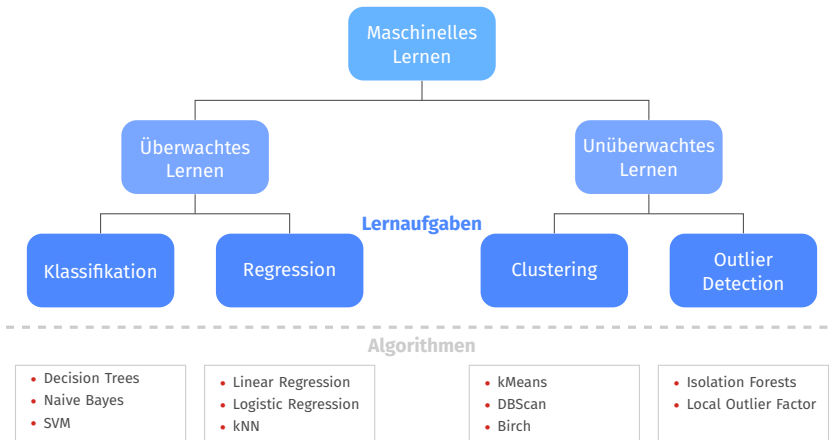 Maschinelles
Lernen
Überwachtes
Lernen
Unüberwachtes
Lernen
Lernaufgaben
Klassifikation
Regression
Clustering
Outlier
Detection
Algorithmen
• Decision Trees
• Naive Bayes
• SVM
• Linear Regression
• Logistic Regression
• kNN
• kMeans
• DBScan
• Birch
• Isolation Forests
• Local Outlier Factor